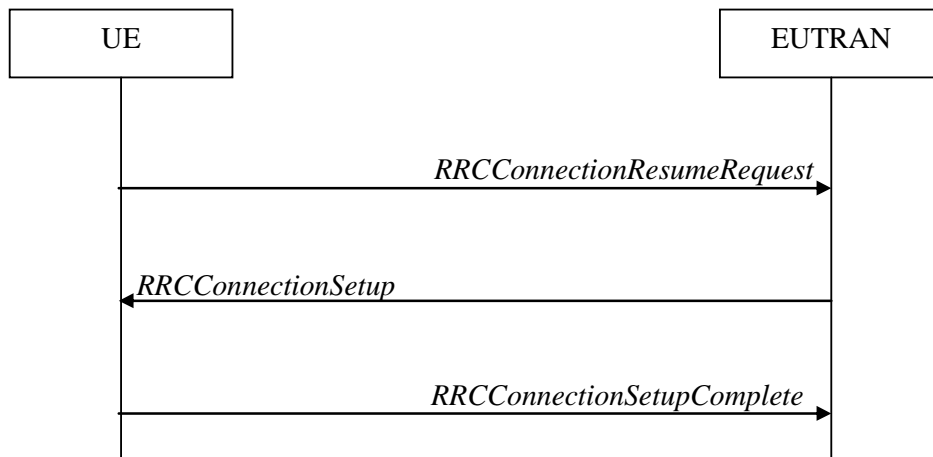 UE
EUTRAN
RRCConnectionResumeRequest
RRCConnectionSetup
RRCConnectionSetupComplete